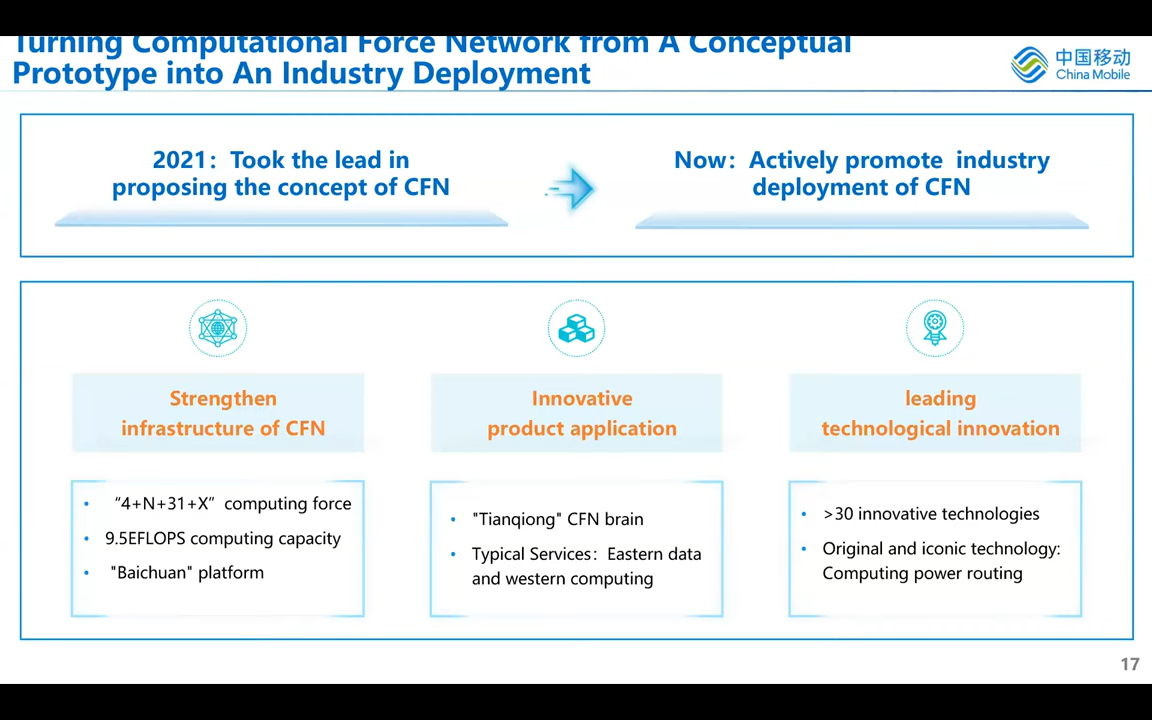 Turning Computational Force Network from A Conceptual
Prototype into An Industry Deployment
中国移动
China Mobile
2021：Took the lead in
proposing the concept of CFN
Now：Actively promote industry
deployment of CFN
Strengthen
infrastructure of CFN
• “4+N+31+X” computing force
• 9.5EFLOPS computing capacity
• "Baichuan" platform
Innovative
product application
• "Tianqiong" CFN brain
• Typical Services：Eastern data
and western computing
leading
technological innovation
• >30 innovative technologies
• Original and iconic technology:
Computing power routing
17